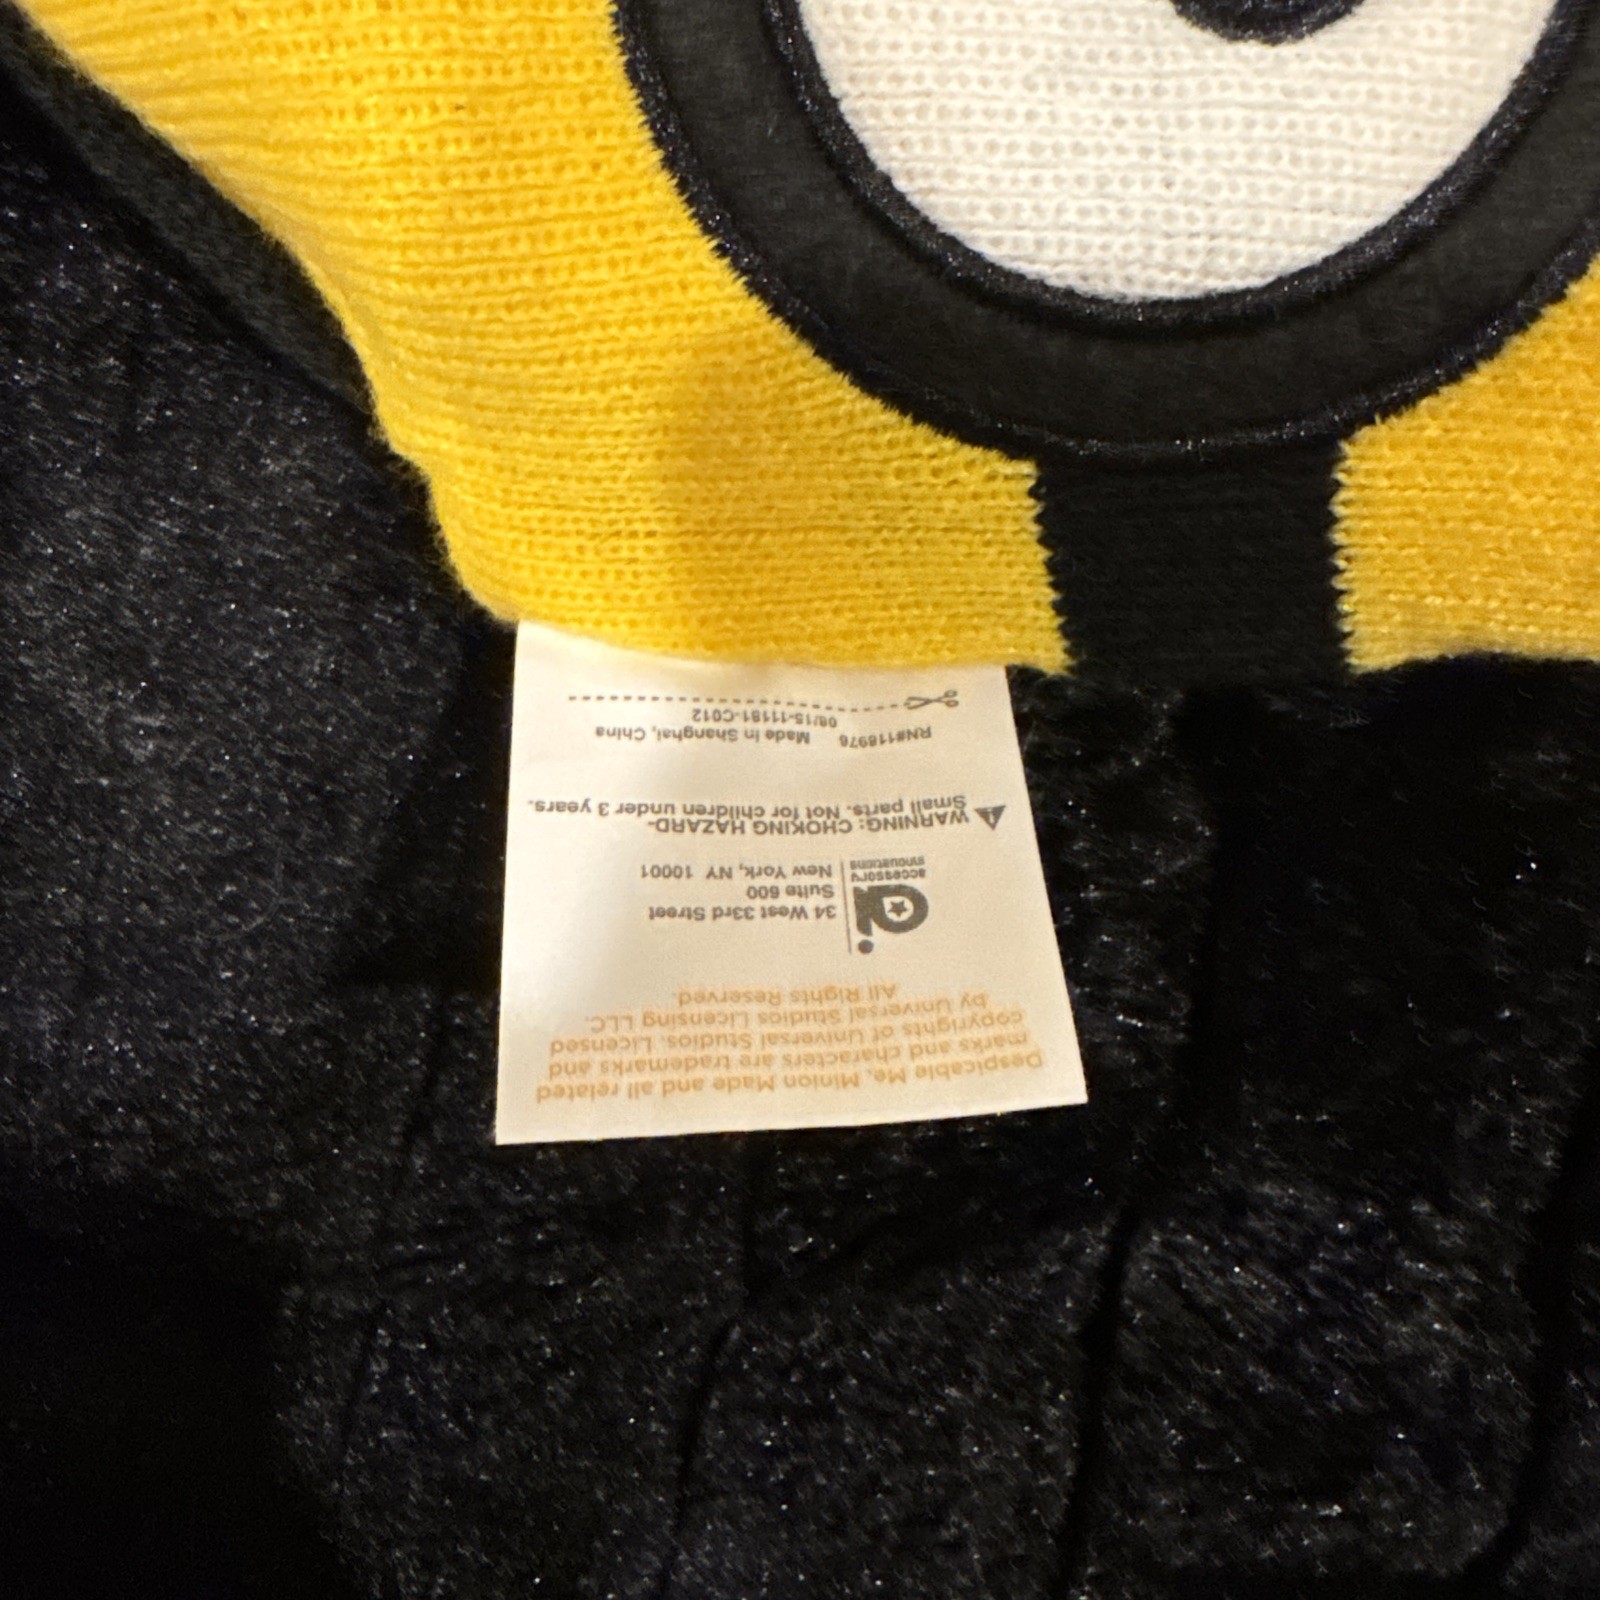 Despicable Me, Minion Made and all related
marks and characters are trademarks and
copyrights of Universal Studios. Licensed
by Universal Studios Licensing LLC.
All Rights Reserved.
ai
accessory
innovations
34 West 33rd Street
Suite 600
New York, NY 10001
WARNING: CHOKING HAZARD-
Small parts. Not for children under 3 years.
RN#118976 Made in Shanghai, China
08/15-11181-C012